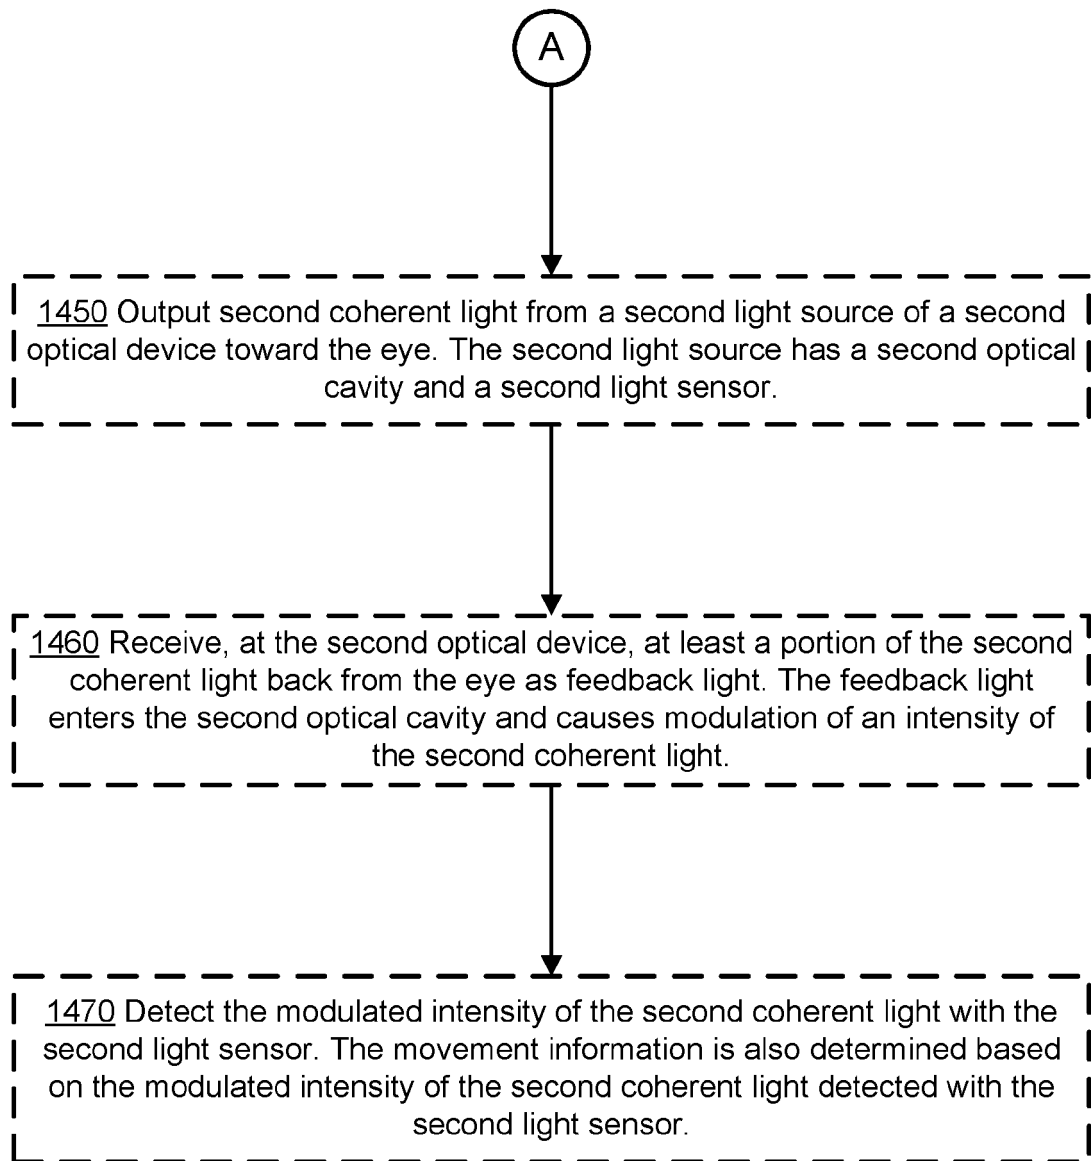 A
1450 Output second coherent light from a second light source of a second
optical device toward the eye. The second light source has a second optical
cavity and a second light sensor.
1460 Receive, at the second optical device, at least a portion of the second
coherent light back from the eye as feedback light. The feedback light
enters the second optical cavity and causes modulation of an intensity of
the second coherent light.
1470 Detect the modulated intensity of the second coherent light with the
second light sensor. The movement information is also determined based
on the modulated intensity of the second coherent light detected with the
second light sensor.